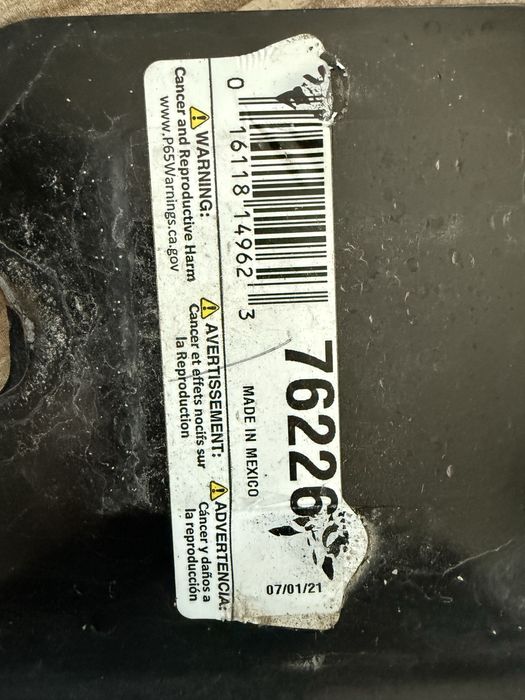 76226
07/01/21
0 16118 14962 3
MADE IN MEXICO
WARNING:
Cancer and Reproductive Harm
www.P65Warnings.ca.gov
AVERTISSEMENT:
Cancer et effets nocifs sur
la Reproduction
ADVERTENCIA:
Cáncer y daños a
la reproducción